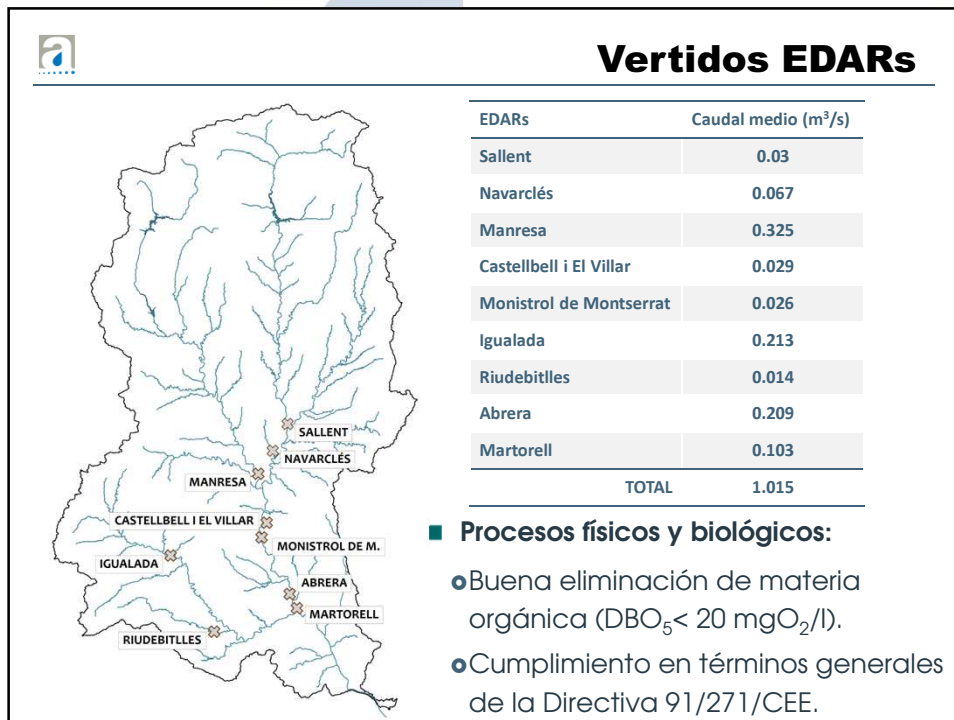 a
Vertidos EDARs
EDARs Caudal medio (m³/s)
Sallent 0.03
Navarclés 0.067
Manresa 0.325
Castellbell i El Villar 0.029
Monistrol de Montserrat 0.026
Igualada 0.213
Riudebitlles 0.014
Abrera 0.209
Martorell 0.103
TOTAL 1.015
SALLENT
NAVARCLÉS
MANRESA
CASTELLBELL I EL VILLAR
MONISTROL DE M.
IGUALADA
ABRERA
MARTORELL
RIUDEBITLLES
Procesos físicos y biológicos:
Buena eliminación de materia
orgánica (DBO₅< 20 mgO₂/l).
Cumplimiento en términos generales
de la Directiva 91/271/CEE.